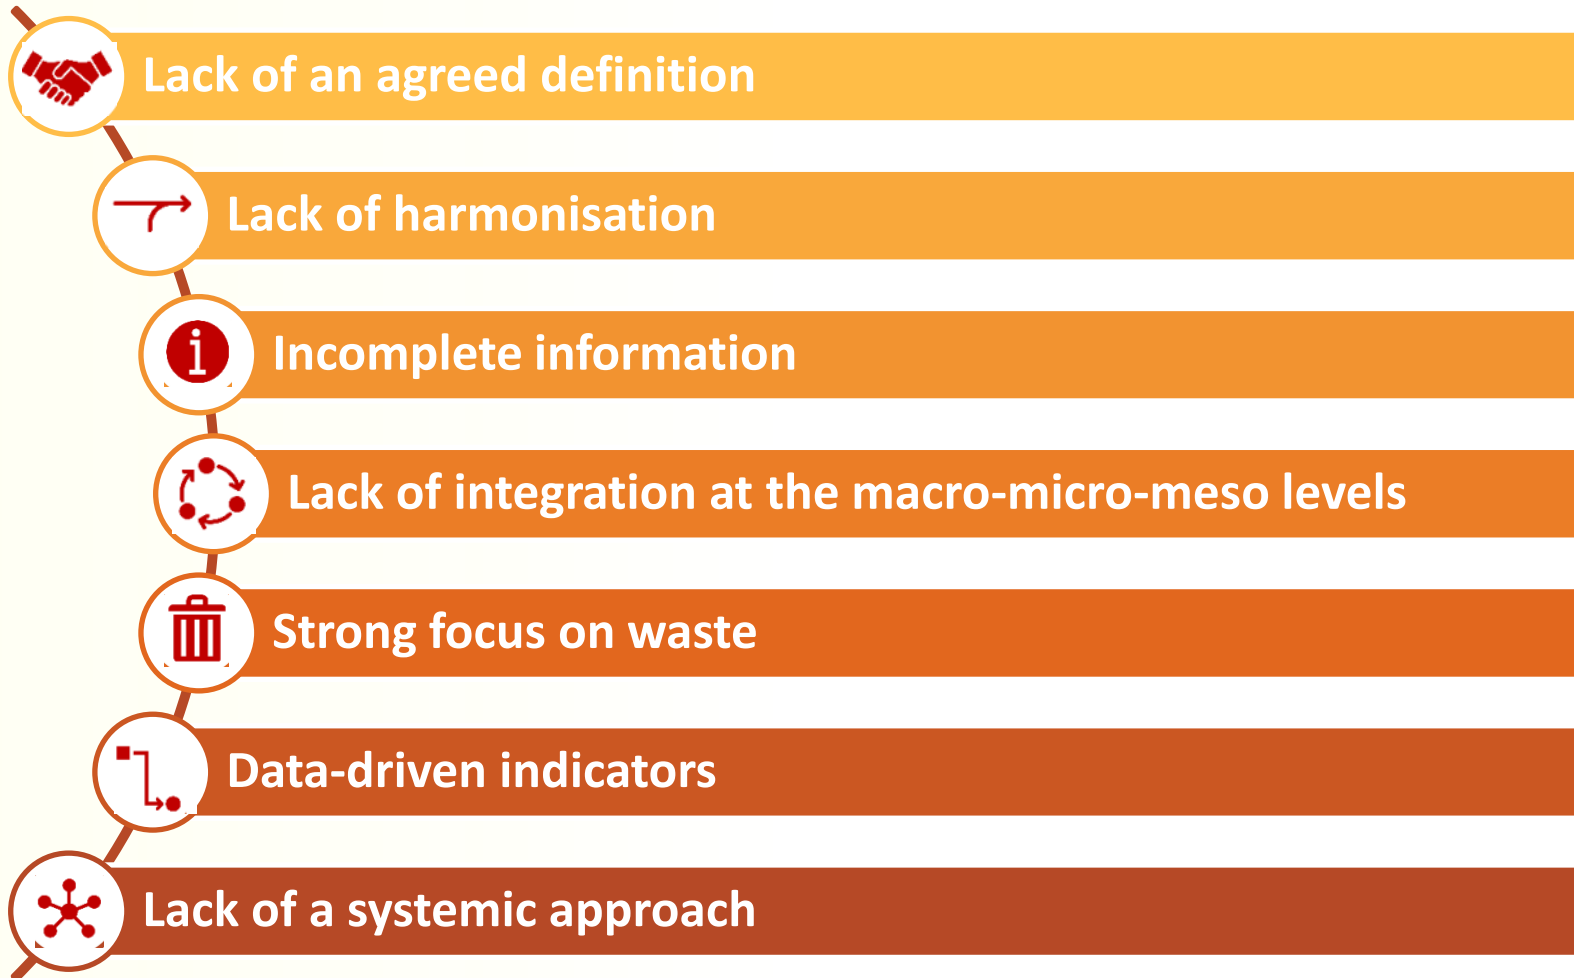 Lack of an agreed definition
Lack of harmonisation
Incomplete information
Lack of integration at the macro-micro-meso levels
Strong focus on waste
Data-driven indicators
Lack of a systemic approach